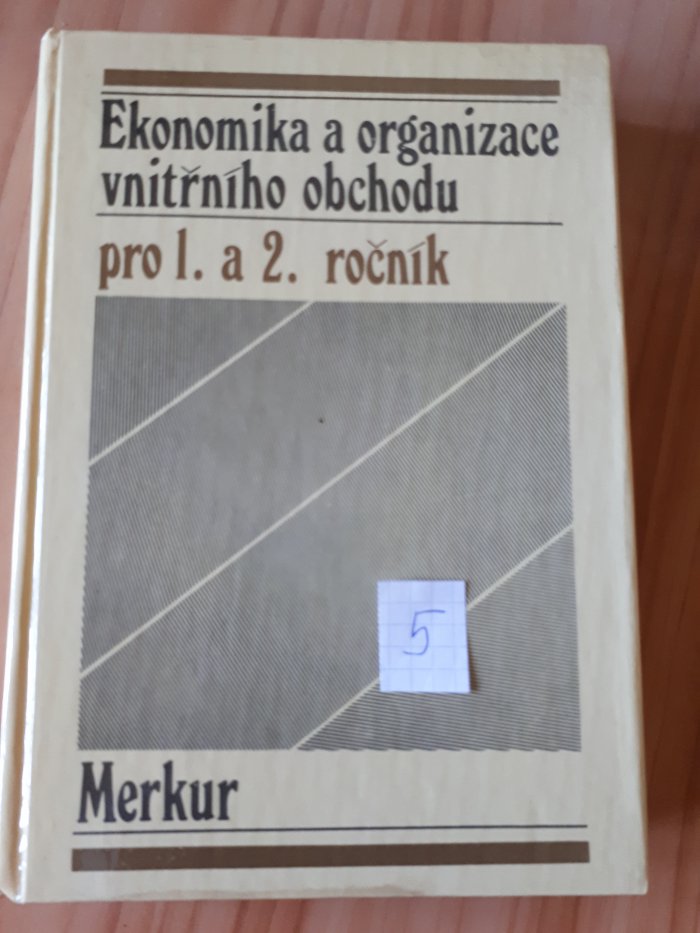 Ekonomika a organizace
vnitřního obchodu
pro 1. a 2. ročník
5
Merkur